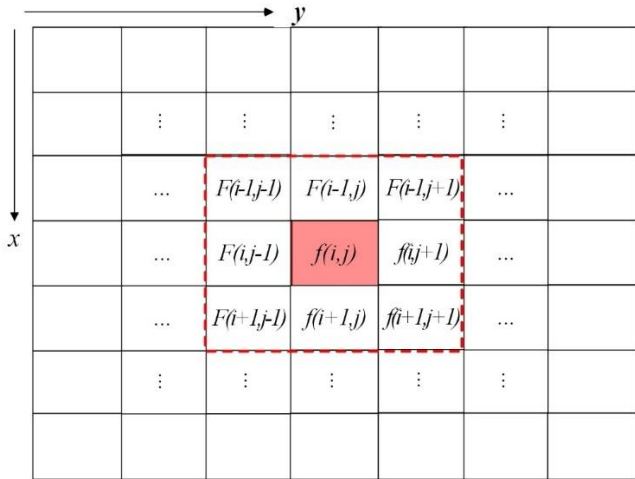 y
x
⋮ ⋮ ⋮ ⋮ ⋮
... F(i-1,j-1) F(i-1,j) F(i-1,j+1) ...
... F(i,j-1) f(i,j) f(i,j+1) ...
... F(i+1,j-1) f(i+1,j) f(i+1,j+1) ...
⋮ ⋮ ⋮ ⋮ ⋮